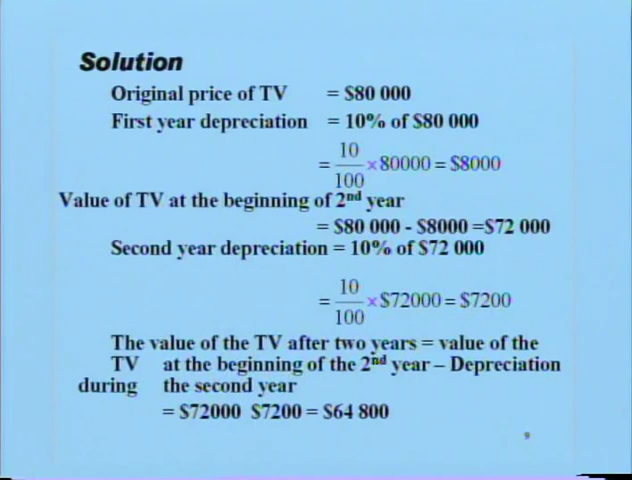 Solution
Original price of TV = $80 000
First year depreciation = 10% of $80 000
= 10/100 × 80000 = $8000
Value of TV at the beginning of 2nd year
= $80 000 - $8000 =$72 000
Second year depreciation = 10% of $72 000
= 10/100 × $72000 = $7200
The value of the TV after two years = value of the
TV at the beginning of the 2nd year – Depreciation
during the second year
= $72000 $7200 = $64 800
9